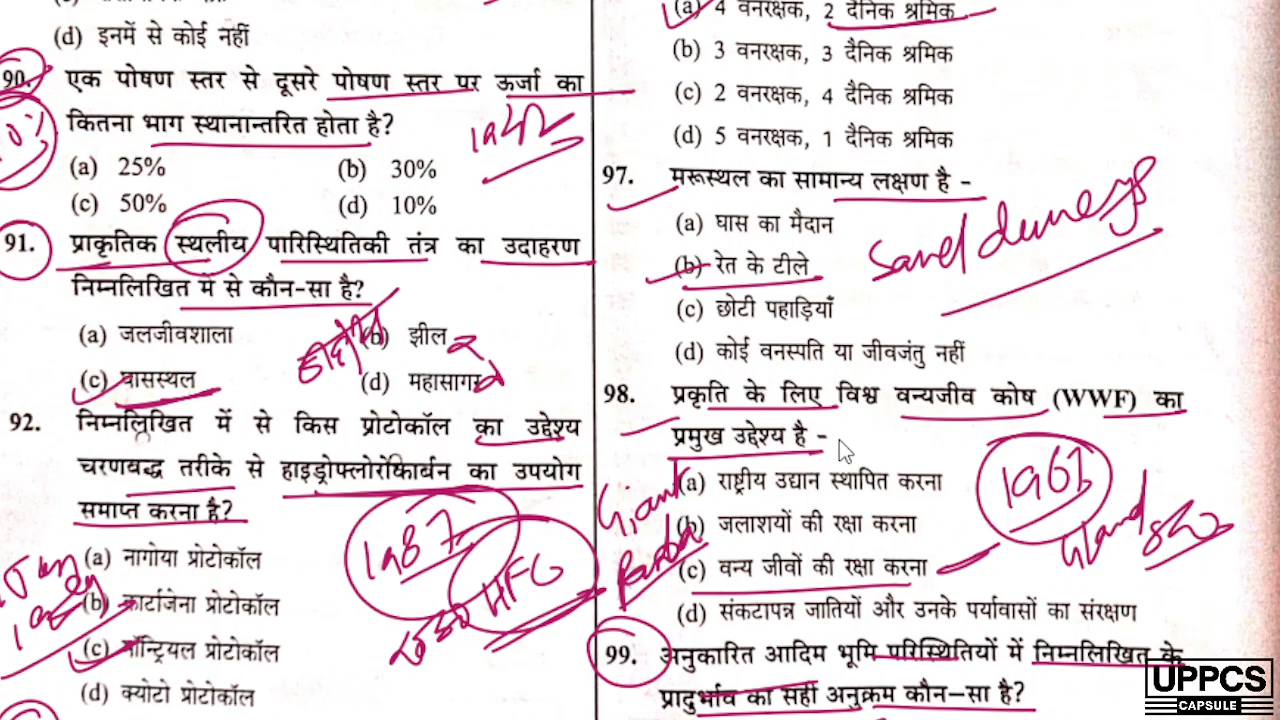 (d) इनमें से कोई नहीं
90. एक पोषण स्तर से दूसरे पोषण स्तर पर ऊर्जा का
कितना भाग स्थानान्तरित होता है?
(a) 25% (b) 30%
(c) 50% (d) 10%
91. प्राकृतिक स्थलीय पारिस्थितिकी तंत्र का उदाहरण
निम्नलिखित में से कौन-सा है?
(a) जलजीवशाला (b) झील
(c) घासस्थल (d) महासागर
92. निम्नलिखित में से किस प्रोटोकॉल का उद्देश्य
चरणबद्ध तरीके से हाइड्रोफ्लोरोकार्बन का उपयोग
समाप्त करना है?
1987
HFC
(a) नागोया प्रोटोकॉल
(b) कार्टाजेना प्रोटोकॉल
(c) मॉन्ट्रियल प्रोटोकॉल
(d) क्योटो प्रोटोकॉल
(a) 4 वनरक्षक, 2 दैनिक श्रमिक
(b) 3 वनरक्षक, 3 दैनिक श्रमिक
(c) 2 वनरक्षक, 4 दैनिक श्रमिक
(d) 5 वनरक्षक, 1 दैनिक श्रमिक
97. मरूस्थल का सामान्य लक्षण है -
(a) घास का मैदान
(b) रेत के टीले
Sand dunes
(c) छोटी पहाड़ियाँ
(d) कोई वनस्पति या जीवजंतु नहीं
98. प्रकृति के लिए विश्व वन्यजीव कोष (WWF) का
प्रमुख उद्देश्य है -
1961
Giant
Panda
(a) राष्ट्रीय उद्यान स्थापित करना
(b) जलाशयों की रक्षा करना
(c) वन्य जीवों की रक्षा करना
(d) संकटापन्न जातियों और उनके पर्यावासों का संरक्षण
99. अनुकारित आदिम भूमि परिस्थितियों में निम्नलिखित के
प्रादुर्भाव का सही अनुक्रम कौन-सा है?
UPPCS
CAPSULE